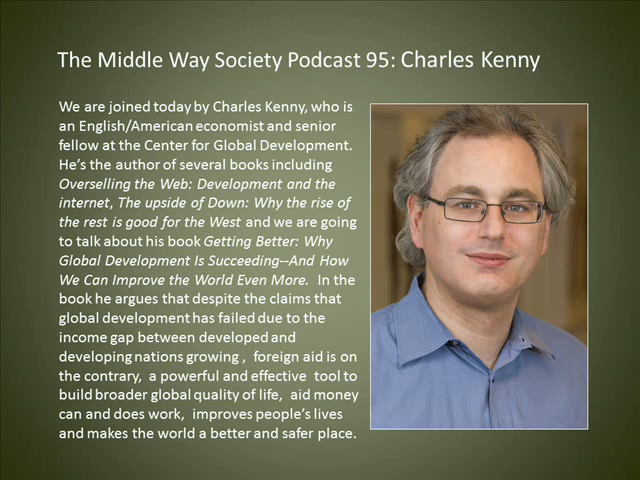 The Middle Way Society Podcast 95: Charles Kenny
We are joined today by Charles Kenny, who is
an English/American economist and senior
fellow at the Center for Global Development.
He's the author of several books including
Overselling the Web: Development and the
internet, The upside of Down: Why the rise of
the rest is good for the West and we are going
to talk about his book Getting Better: Why
Global Development Is Succeeding--And How
We Can Improve the World Even More. In the
book he argues that despite the claims that
global development has failed due to the
income gap between developed and
developing nations growing , foreign aid is on
the contrary, a powerful and effective tool to
build broader global quality of life, aid money
can and does work, improves people's lives
and makes the world a better and safer place.